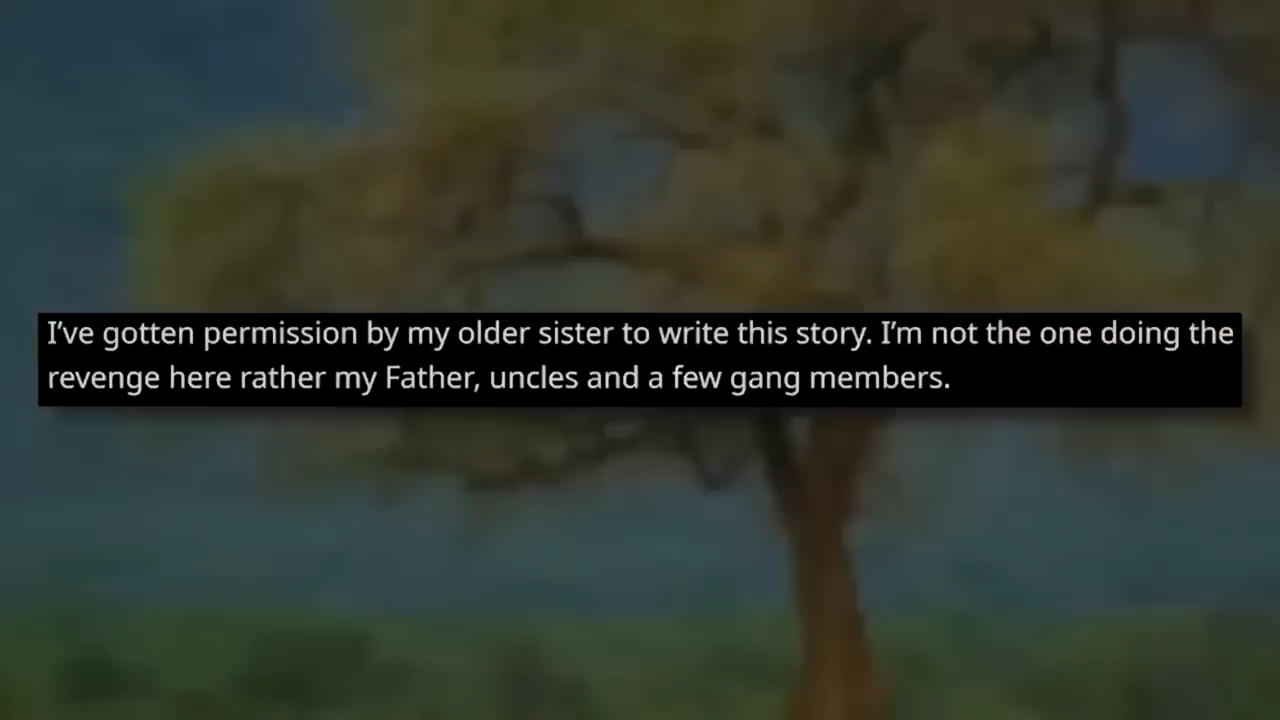 I’ve gotten permission by my older sister to write this story. I’m not the one doing the
revenge here rather my Father, uncles and a few gang members.